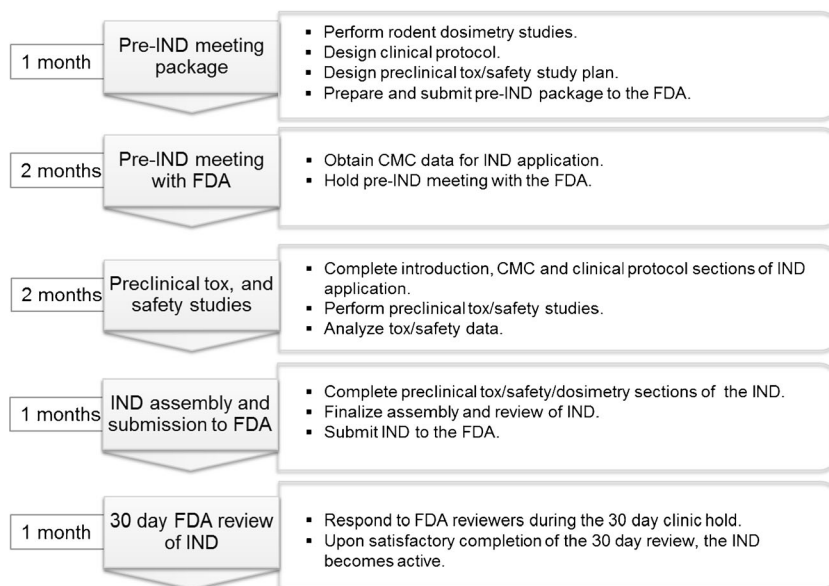 1 month
Pre-IND meeting
package
▪ Perform rodent dosimetry studies.
▪ Design clinical protocol.
▪ Design preclinical tox/safety study plan.
▪ Prepare and submit pre-IND package to the FDA.
2 months
Pre-IND meeting
with FDA
▪ Obtain CMC data for IND application.
▪ Hold pre-IND meeting with the FDA.
2 months
Preclinical tox, and
safety studies
▪ Complete introduction, CMC and clinical protocol sections of IND
application.
▪ Perform preclinical tox/safety studies.
▪ Analyze tox/safety data.
1 months
IND assembly and
submission to FDA
▪ Complete preclinical tox/safety/dosimetry sections of the IND.
▪ Finalize assembly and review of IND.
▪ Submit IND to the FDA.
1 month
30 day FDA review
of IND
▪ Respond to FDA reviewers during the 30 day clinic hold.
▪ Upon satisfactory completion of the 30 day review, the IND
becomes active.